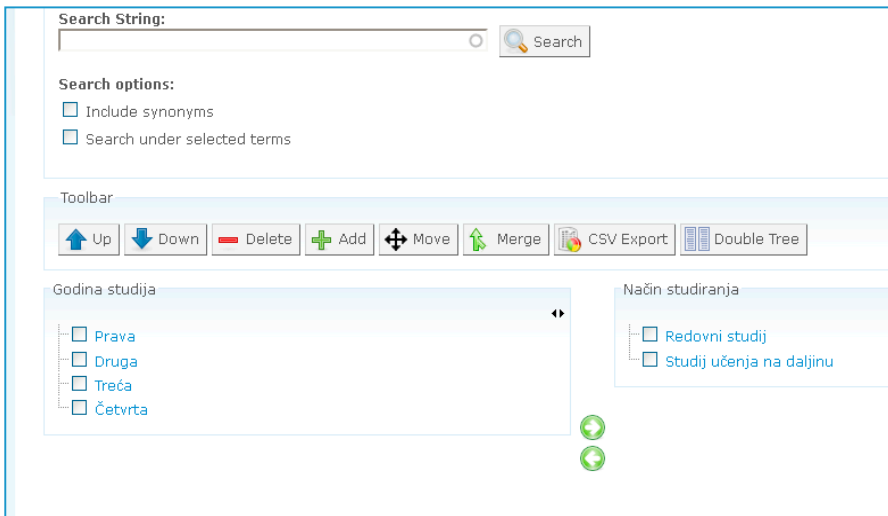 Search String:
Search
Search options:
Include synonyms
Search under selected terms
Toolbar
Up Down Delete Add Move Merge CSV Export Double Tree
Godina studija
Prava
Druga
Treća
Četvrta
Način studiranja
Redovni studij
Studij učenja na daljinu